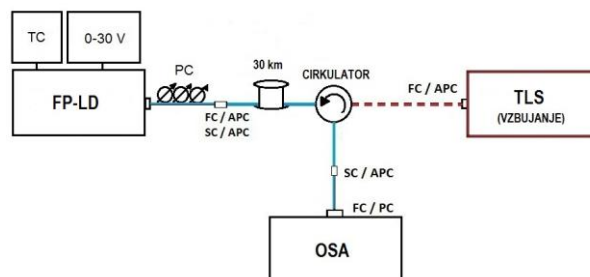 TC
0-30 V
FP-LD
PC
FC / APC
SC / APC
30 km
CIRKULATOR
FC / APC
TLS
(VZBUJANJE)
SC / APC
FC / PC
OSA